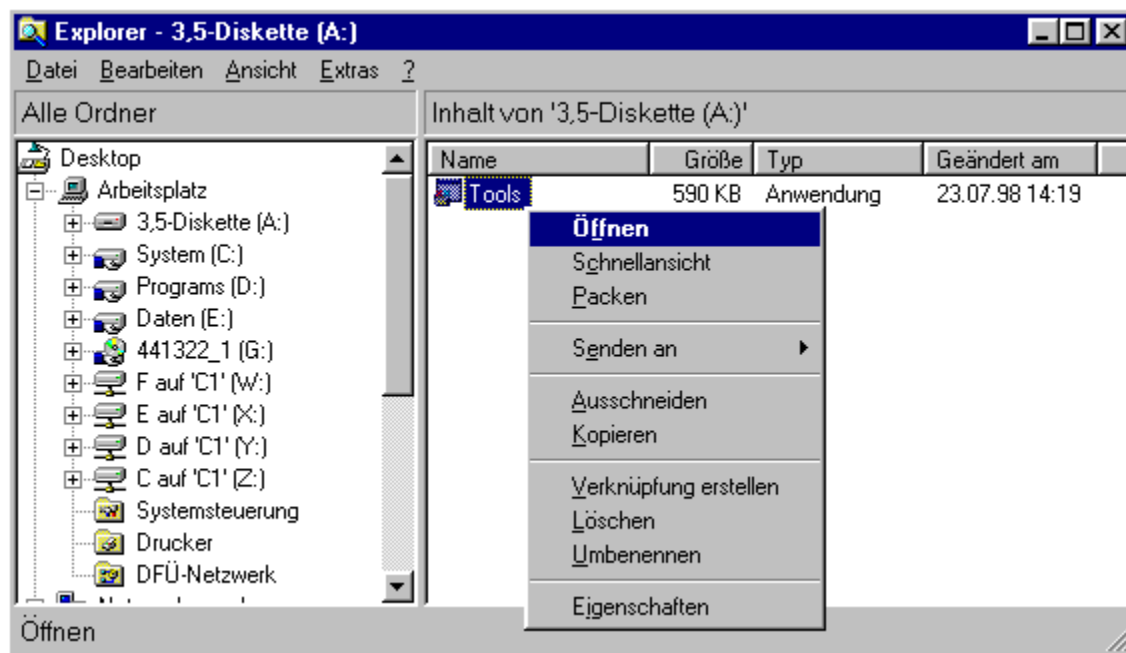 Explorer - 3,5-Diskette (A:)
Datei Bearbeiten Ansicht Extras ?
Alle Ordner
Inhalt von '3,5-Diskette (A:)'
Desktop
Arbeitsplatz
3,5-Diskette (A:)
System (C:)
Programs (D:)
Daten (E:)
441322_1 (G:)
F auf 'C1' (W:)
E auf 'C1' (X:)
D auf 'C1' (Y:)
C auf 'C1' (Z:)
Systemsteuerung
Drucker
DFÜ-Netzwerk
Name Größe Typ Geändert am
Tools 590 KB Anwendung 23.07.98 14:19
Öffnen
Schnellansicht
Packen
Senden an
Ausschneiden
Kopieren
Verknüpfung erstellen
Löschen
Umbenennen
Eigenschaften
Öffnen